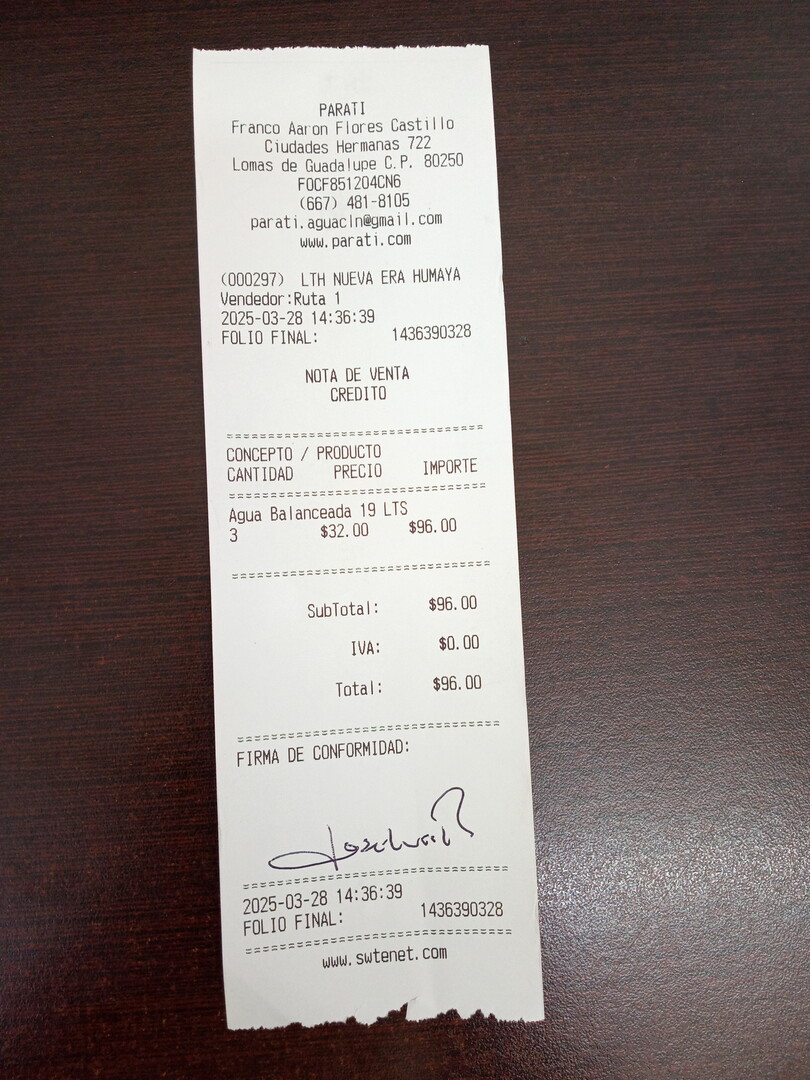 PARATI
Franco Aaron Flores Castillo
Ciudades Hermanas 722
Lomas de Guadalupe C.P. 80250
FOCF851204CN6
(667) 481-8105
parati.aguacln@gmail.com
www.parati.com
(000297) LTH NUEVA ERA HUMAYA
Vendedor:Ruta 1
2025-03-28 14:36:39
FOLIO FINAL: 1436390328
NOTA DE VENTA
CREDITO
CONCEPTO / PRODUCTO
CANTIDAD PRECIO IMPORTE
Agua Balanceada 19 LTS
3 $32.00 $96.00
SubTotal: $96.00
IVA: $0.00
Total: $96.00
FIRMA DE CONFORMIDAD:
2025-03-28 14:36:39
FOLIO FINAL: 1436390328
www.swtenet.com